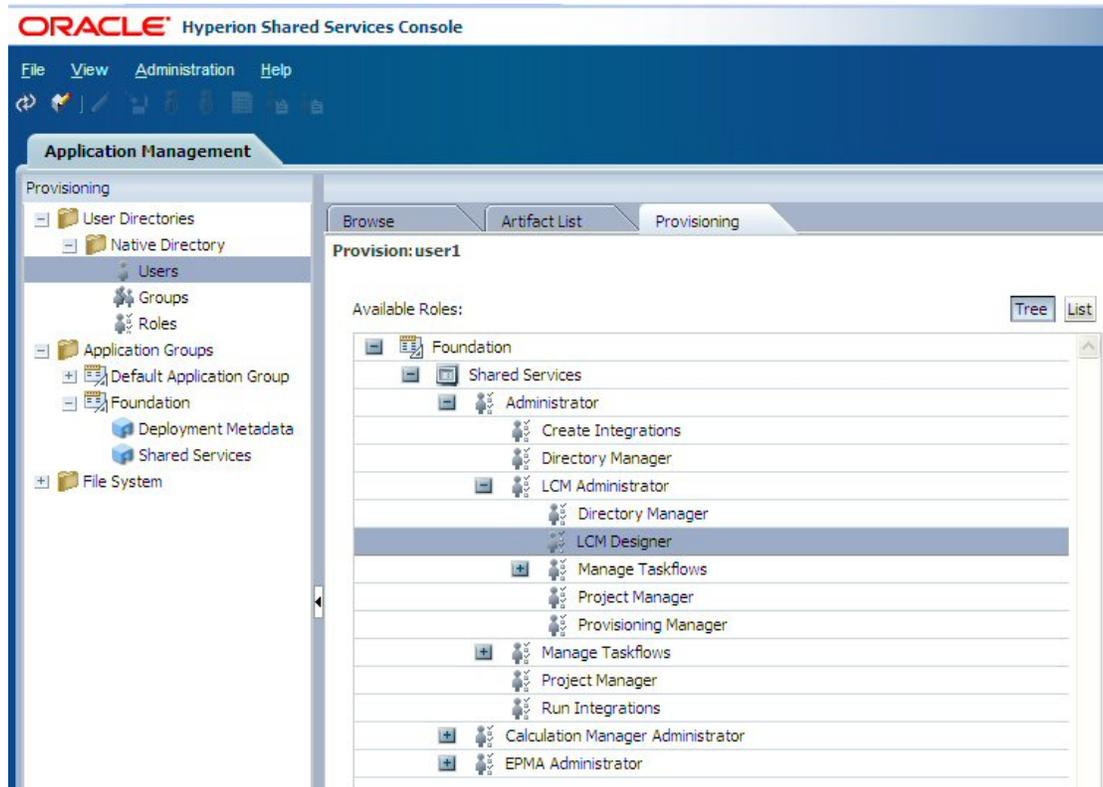 ORACLE Hyperion Shared Services Console
File View Administration Help
Application Management
Provisioning
User Directories
Native Directory
Users
Groups
Roles
Application Groups
Default Application Group
Foundation
Deployment Metadata
Shared Services
File System
Browse Artifact List Provisioning
Provision:user1
Available Roles: Tree List
Foundation
Shared Services
Administrator
Create Integrations
Directory Manager
LCM Administrator
Directory Manager
LCM Designer
Manage Taskflows
Project Manager
Provisioning Manager
Manage Taskflows
Project Manager
Run Integrations
Calculation Manager Administrator
EPMA Administrator